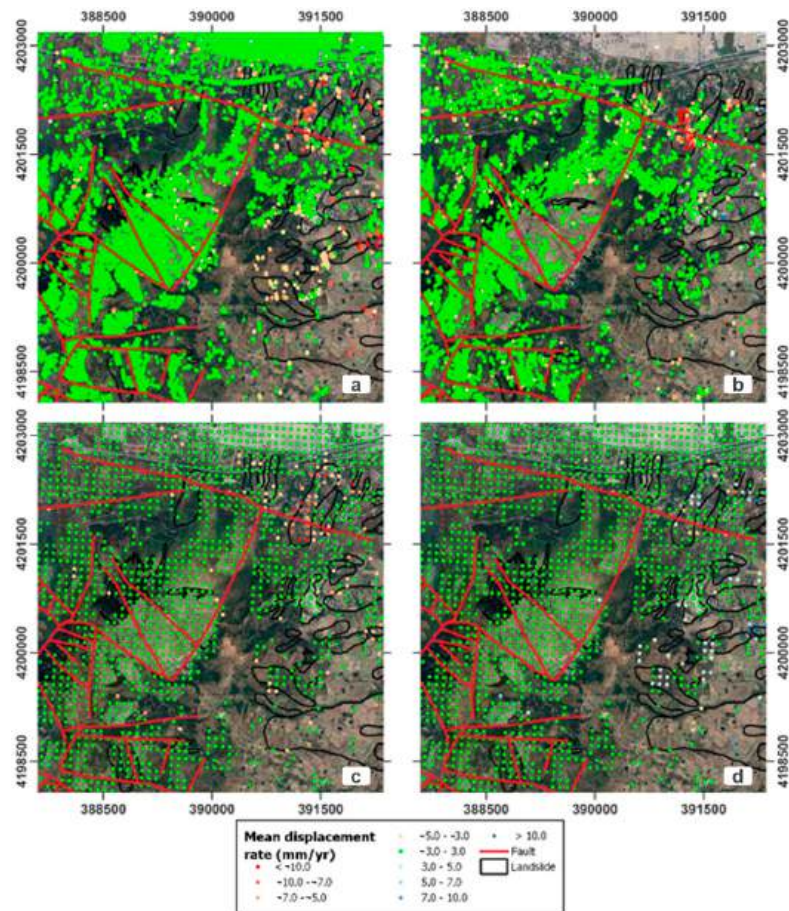 388500 390000 391500 388500 390000 391500
4203000 4203000
4201500 4201500
4200000 4200000
4198500 4198500
a b
4203000 4203000
4201500 4201500
4200000 4200000
4198500 4198500
c d
388500 390000 391500 388500 390000 391500
Mean displacement
rate (mm/yr)
< -10.0
-10.0 - -7.0
-7.0 - -5.0
-5.0 - -3.0
-3.0 - 3.0
3.0 - 5.0
5.0 - 7.0
7.0 - 10.0
> 10.0
Fault
Landslide